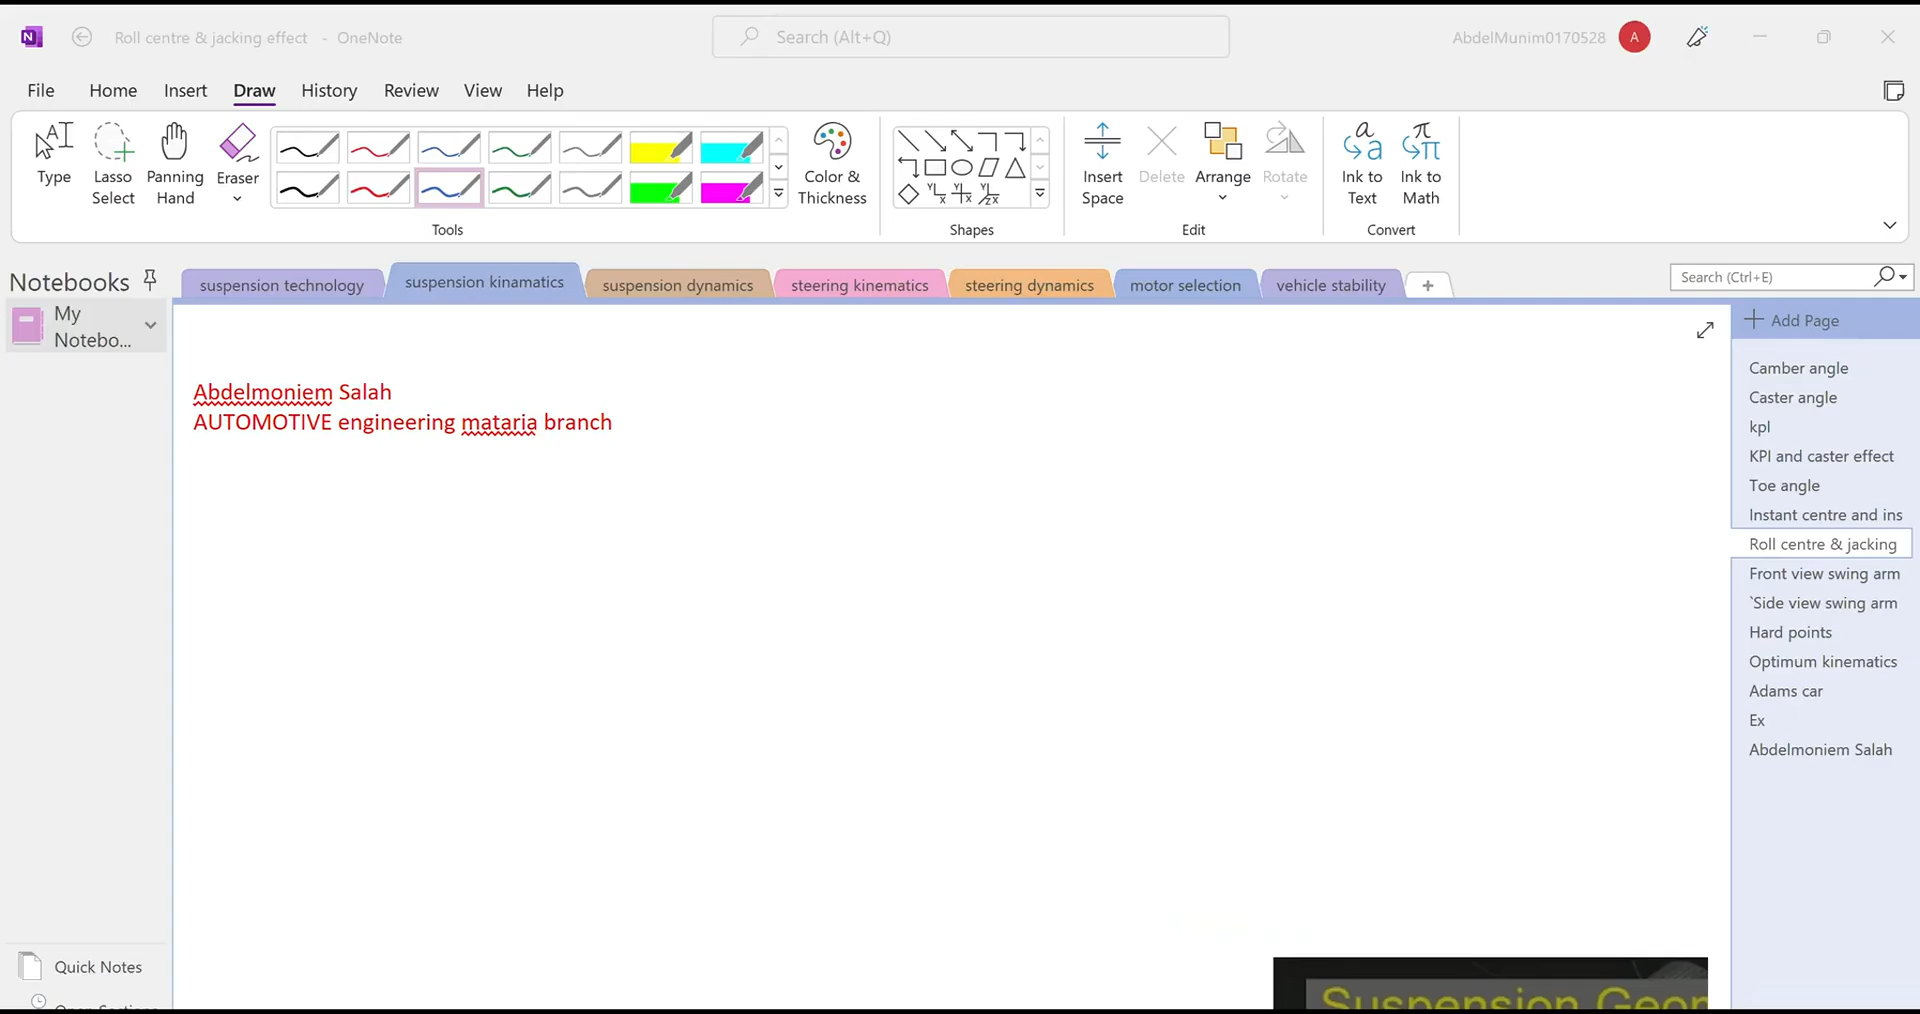 Roll centre & jacking effect - OneNote
Search (Alt+Q)
AbdelMunim0170528
A
File Home Insert Draw History Review View Help
Type
Lasso Select
Panning Hand
Eraser
Color & Thickness
Insert Space
Delete
Arrange
Rotate
Ink to Text
Ink to Math
Tools
Shapes
Edit
Convert
Notebooks
My Notebo...
suspension technology
suspension kinamatics
suspension dynamics
steering kinematics
steering dynamics
motor selection
vehicle stability
Search (Ctrl+E)
Add Page
Abdelmoniem Salah
AUTOMOTIVE engineering mataria branch
Camber angle
Caster angle
kpl
KPI and caster effect
Toe angle
Instant centre and ins
Roll centre & jacking
Front view swing arm
`Side view swing arm
Hard points
Optimum kinematics
Adams car
Ex
Abdelmoniem Salah
Quick Notes
Suspension Geom